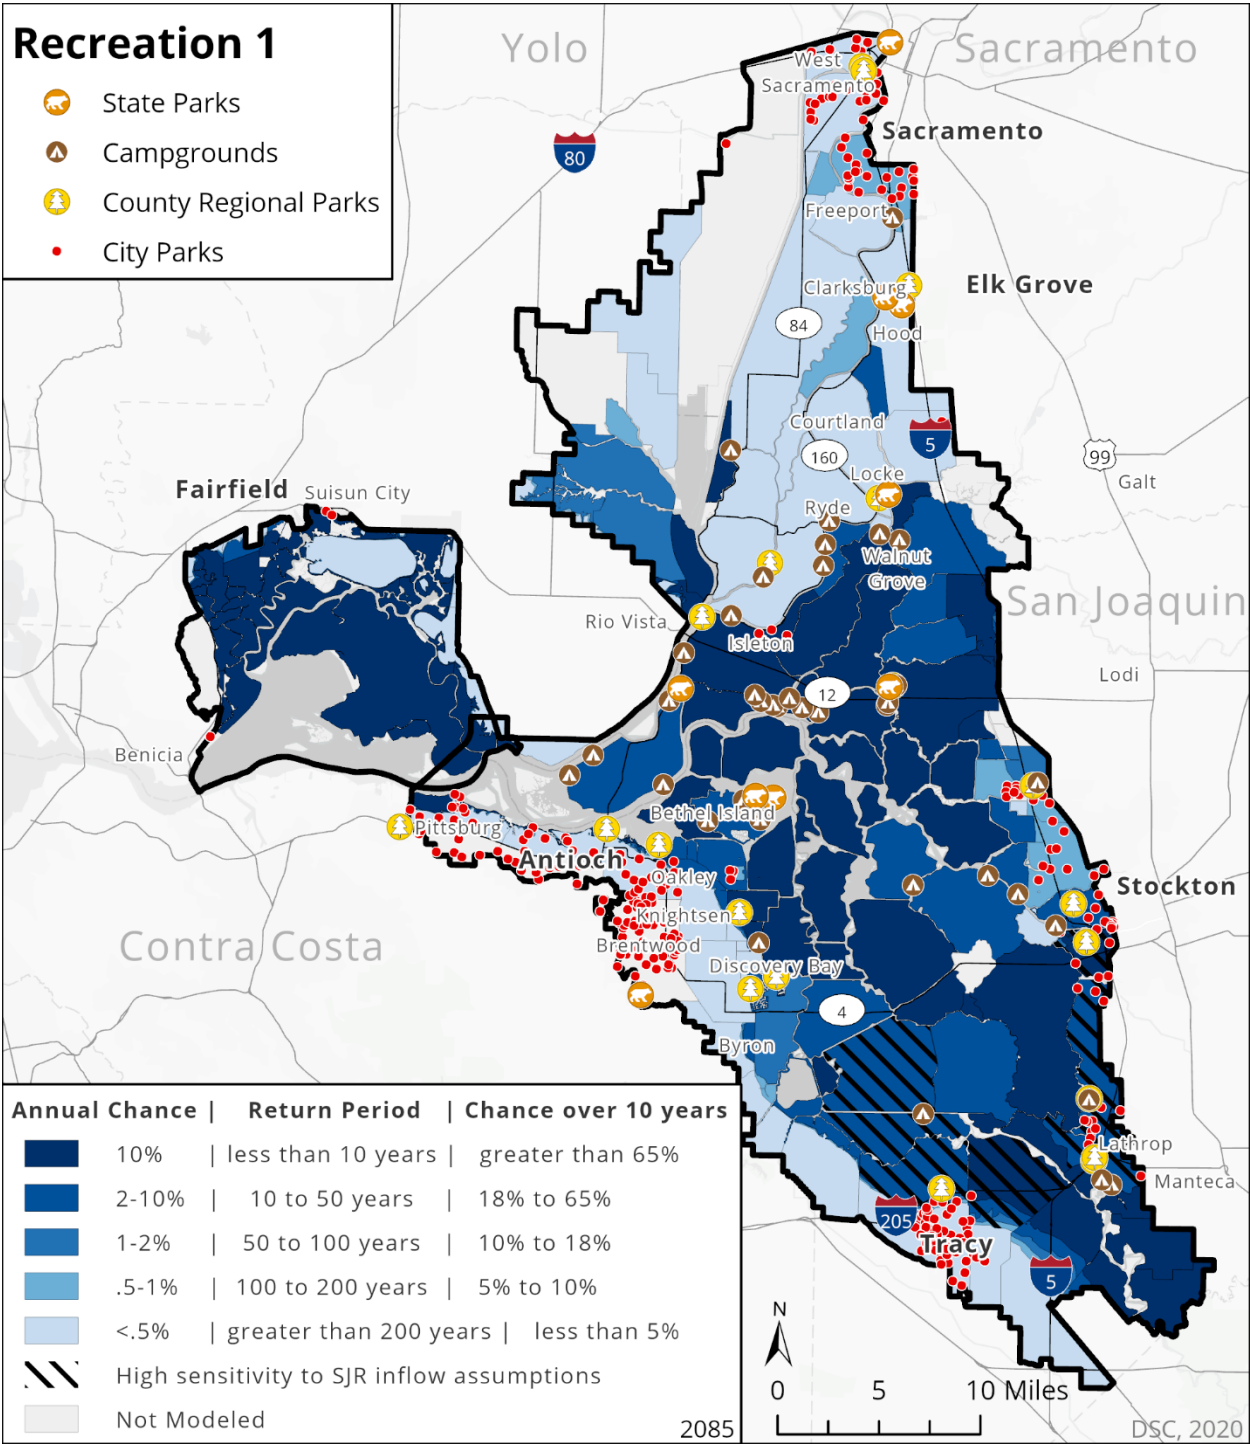 Recreation 1
State Parks
Campgrounds
County Regional Parks
City Parks
Yolo
Sacramento
80
West
Sacramento
Sacramento
Freeport
Clarksburg
Elk Grove
84
Hood
Courtland
5
160
99
Galt
Locke
Fairfield
Suisun City
Ryde
Walnut
Grove
San Joaquin
Rio Vista
Isleton
Lodi
12
Benicia
Bethel Island
Pittsburg
Antioch
Oakley
Stockton
Knightsen
Brentwood
Contra Costa
Discovery Bay
4
Byron
Lathrop
Manteca
205
Tracy
5
Annual Chance | Return Period | Chance over 10 years
10% | less than 10 years | greater than 65%
2-10% | 10 to 50 years | 18% to 65%
1-2% | 50 to 100 years | 10% to 18%
.5-1% | 100 to 200 years | 5% to 10%
<.5% | greater than 200 years | less than 5%
High sensitivity to SJR inflow assumptions
Not Modeled
2085
N
0 5 10 Miles
DSC, 2020